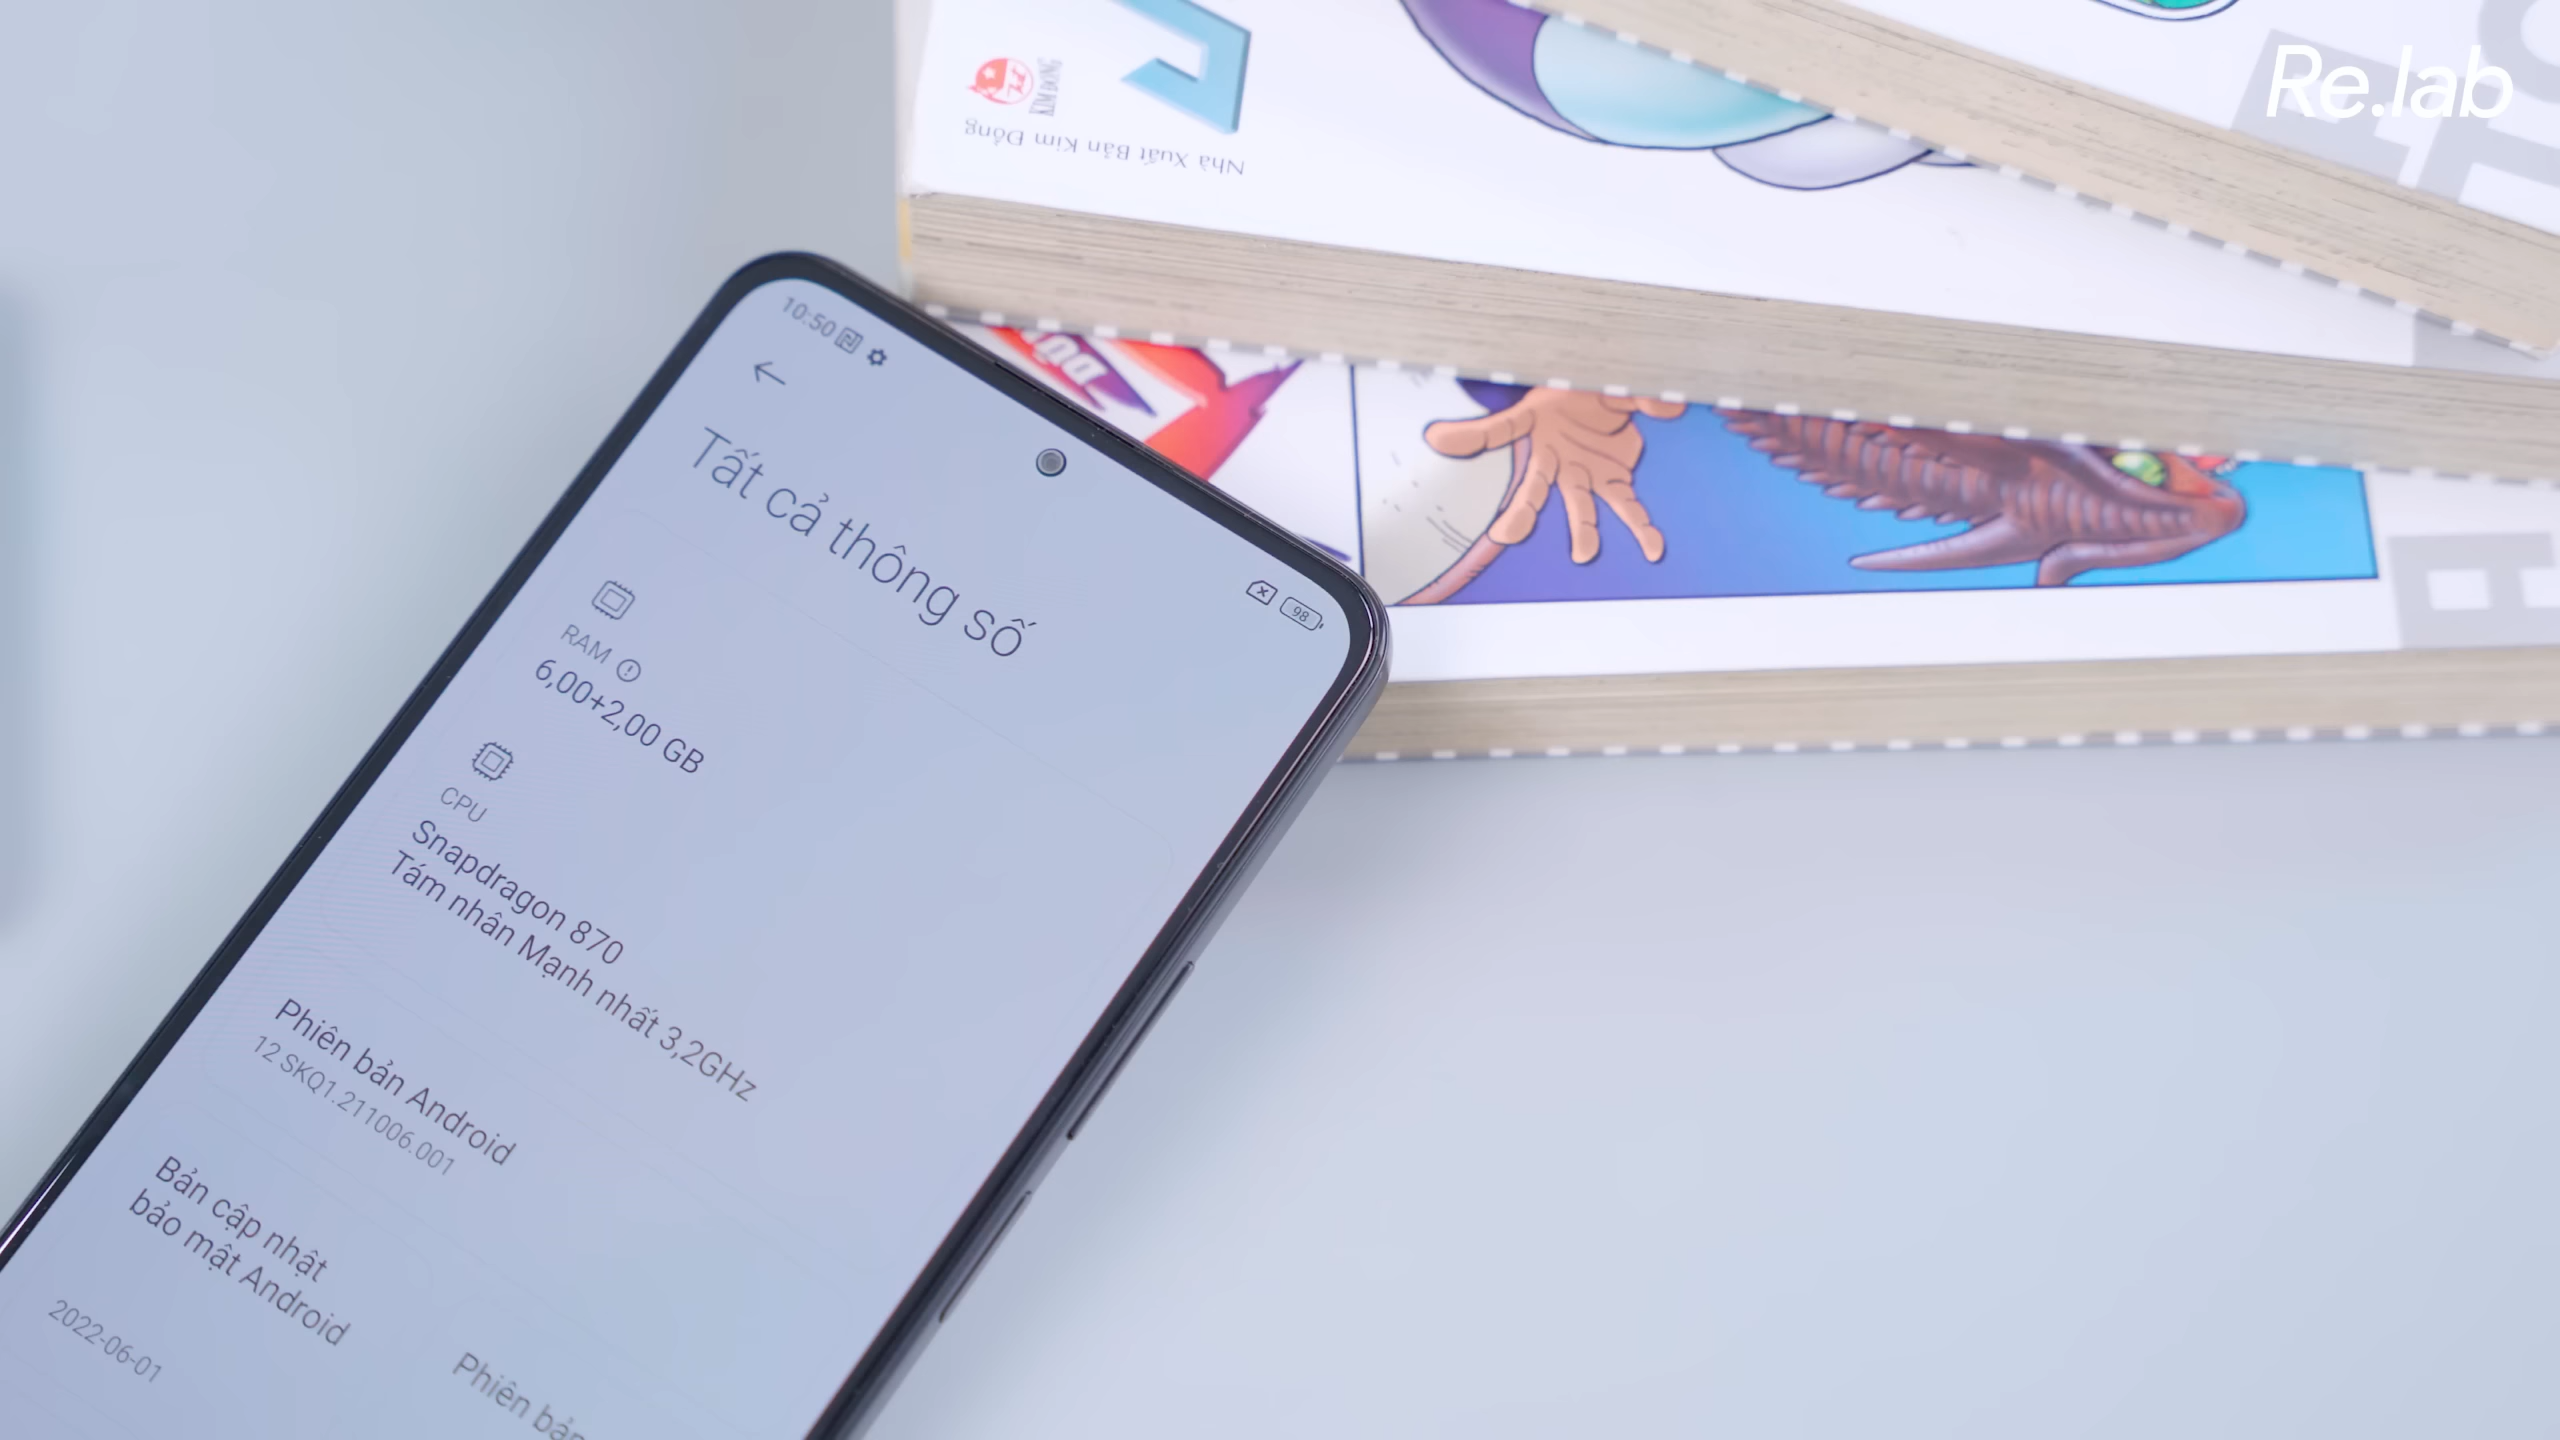 Re.lab
KIM ĐỒNG
Nhà Xuất Bản Kim Đồng
10:50
98
Tất cả thông số
RAM
6,00+2,00 GB
CPU
Snapdragon 870
Tám nhân Mạnh nhất 3,2GHz
Phiên bản Android
12 SKQ1.211006.001
Bản cập nhật
bảo mật Android
2022-06-01
Phiên bản